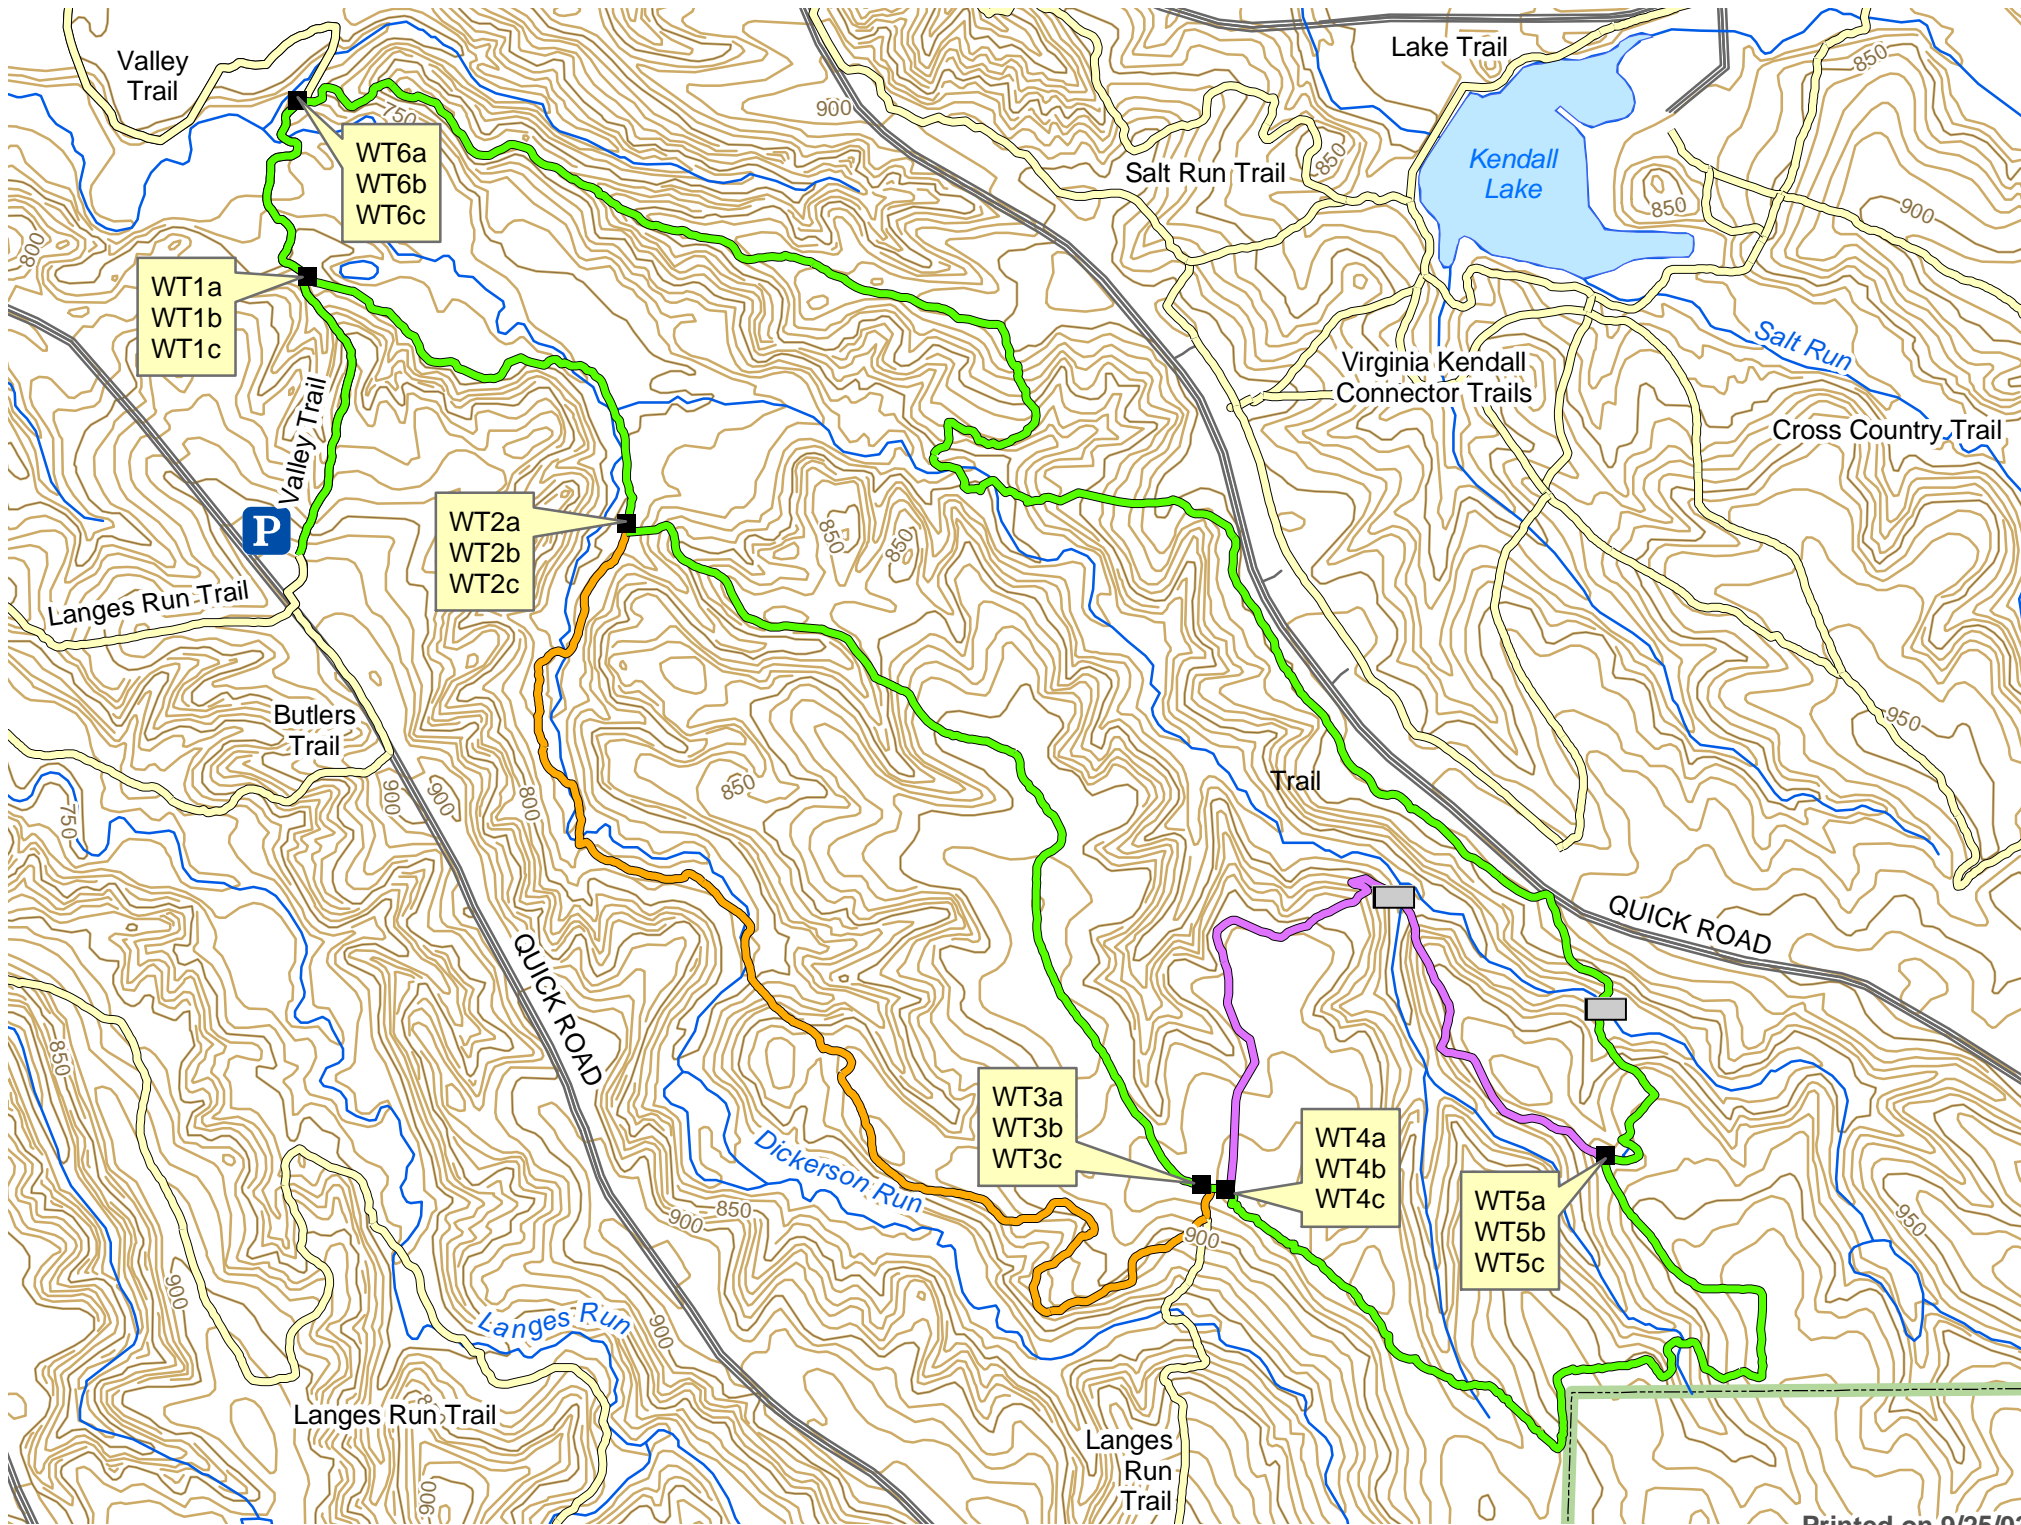 Valley
Trail
Lake Trail
850
900
750
WT6a
WT6b
WT6c
Salt Run Trail
850
Kendall
Lake
850
900
800
WT1a
WT1b
WT1c
Salt Run
Virginia Kendall
Connector Trails
Cross Country Trail
Valley Trail
P
WT2a
WT2b
WT2c
850
850
Langes Run Trail
Butlers
Trail
950
Trail
850
750
900
900
800
QUICK ROAD
QUICK ROAD
850
WT3a
WT3b
WT3c
WT4a
WT4b
WT4c
Dickerson Run
WT5a
WT5b
WT5c
950
850
900
900
900
Langes Run
900
Langes Run Trail
Langes
Run
Trail
900